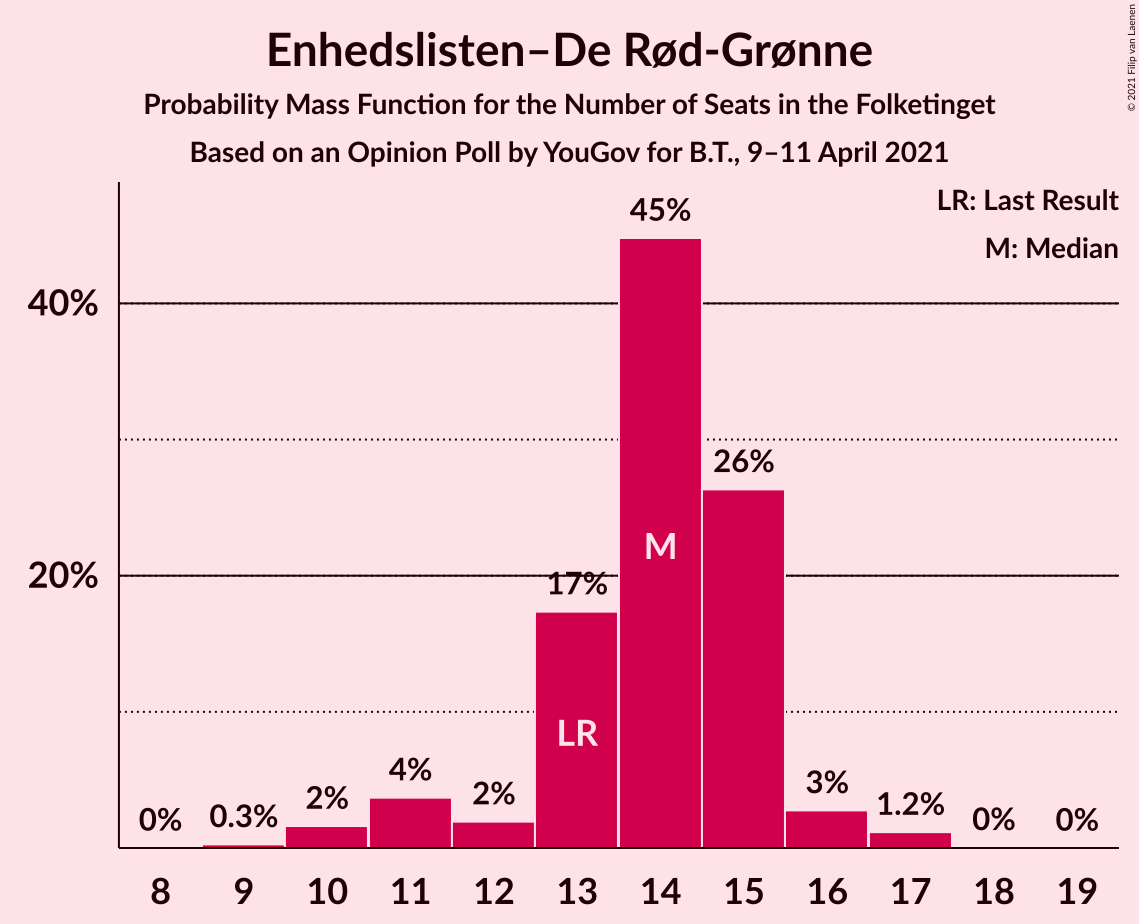 Enhedslisten–De Rød-Grønne
Probability Mass Function for the Number of Seats in the Folketinget
Based on an Opinion Poll by YouGov for B.T., 9–11 April 2021
© 2021 Filip van Laenen
LR: Last Result
M: Median
45%
40%
26%
M
20%
17%
LR
4%
3%
2%
2%
1.2%
0.3%
0%
0%
0%
8 9 10 11 12 13 14 15 16 17 18 19